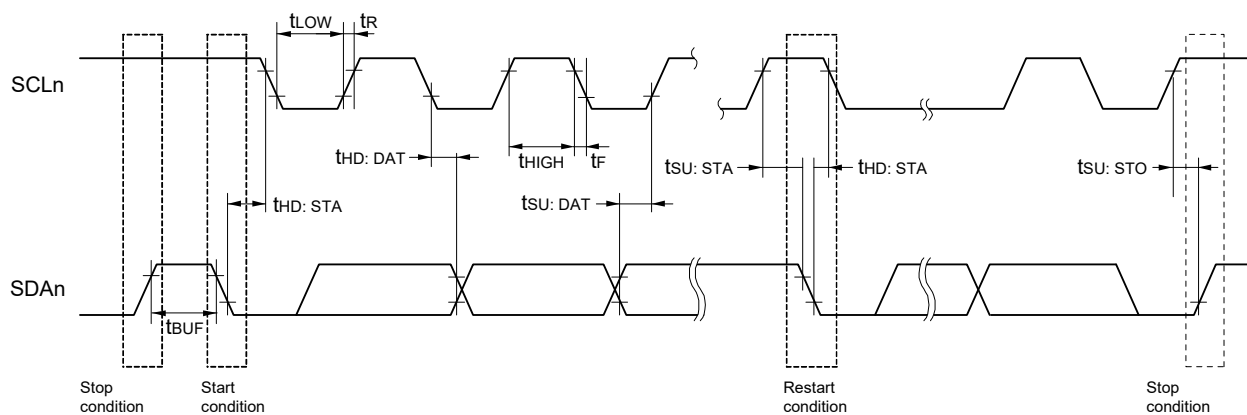 tLOW
tR
SCLn
tHD: DAT
tHIGH
tF
tSU: STA
tHD: STA
tSU: STO
tHD: STA
tSU: DAT
SDAn
tBUF
Stop
condition
Start
condition
Restart
condition
Stop
condition